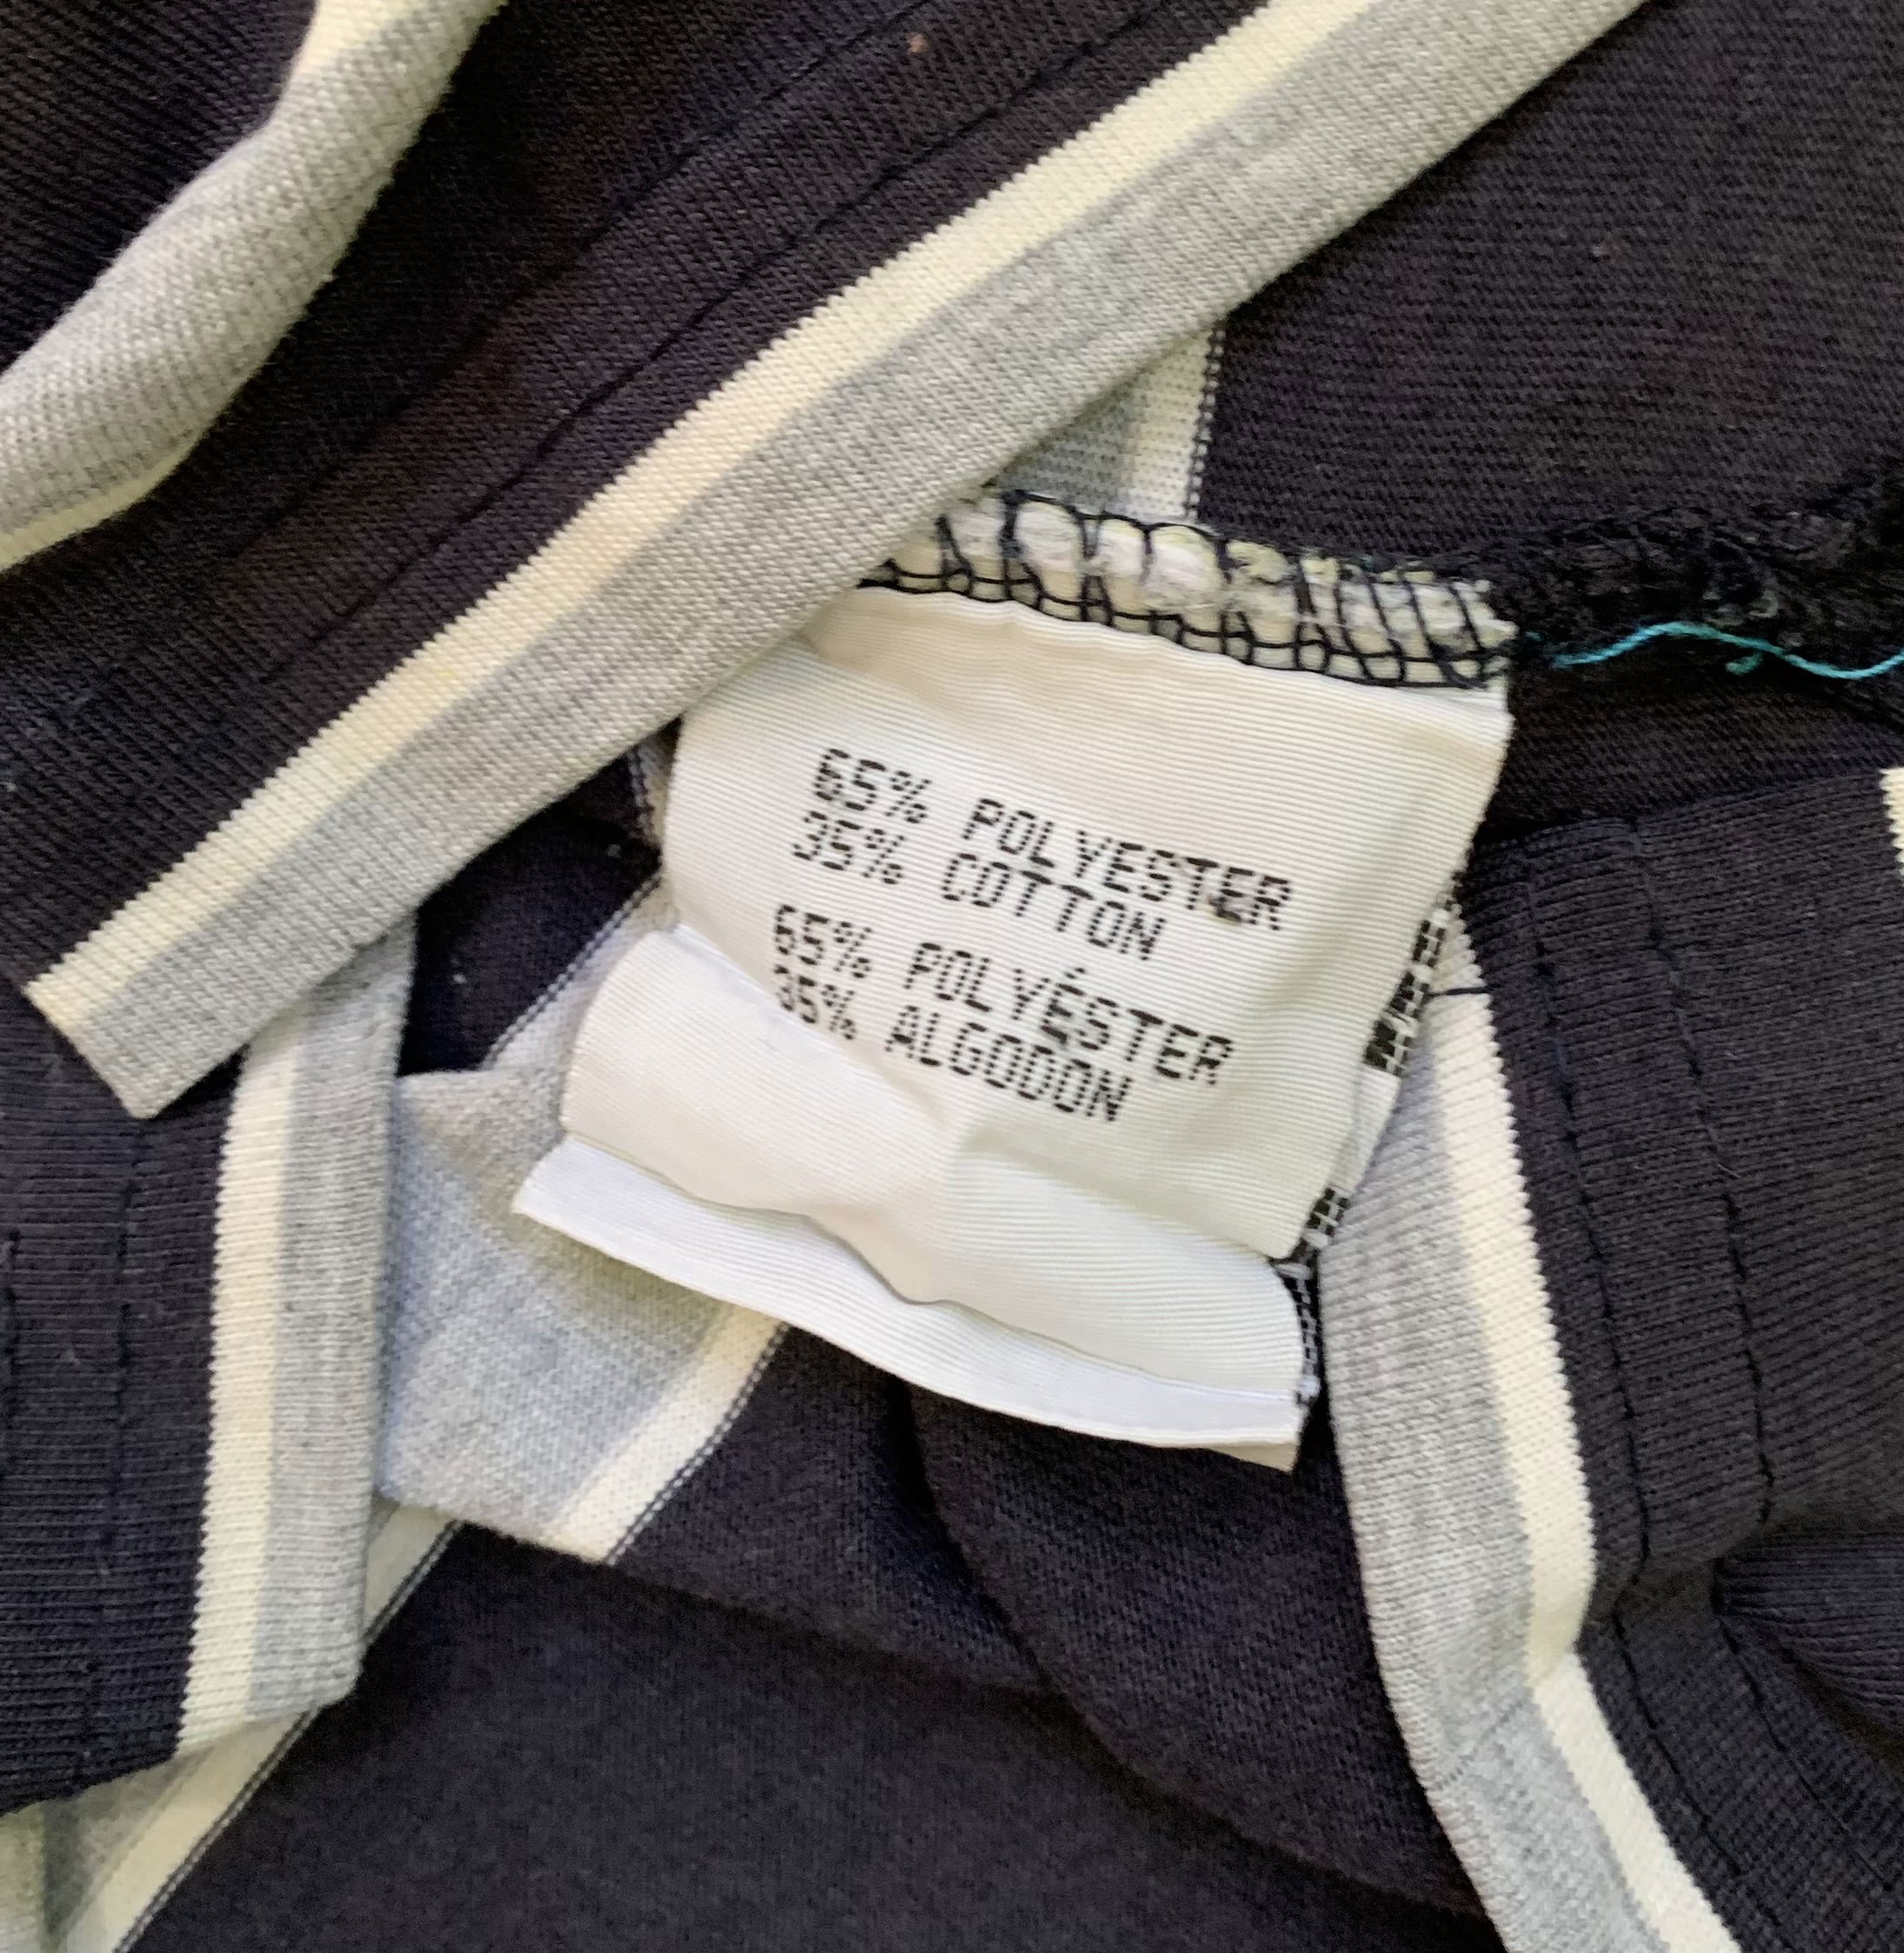 65% POLYESTER
35% COTTON
65% POLYÉSTER
35% ALGODON